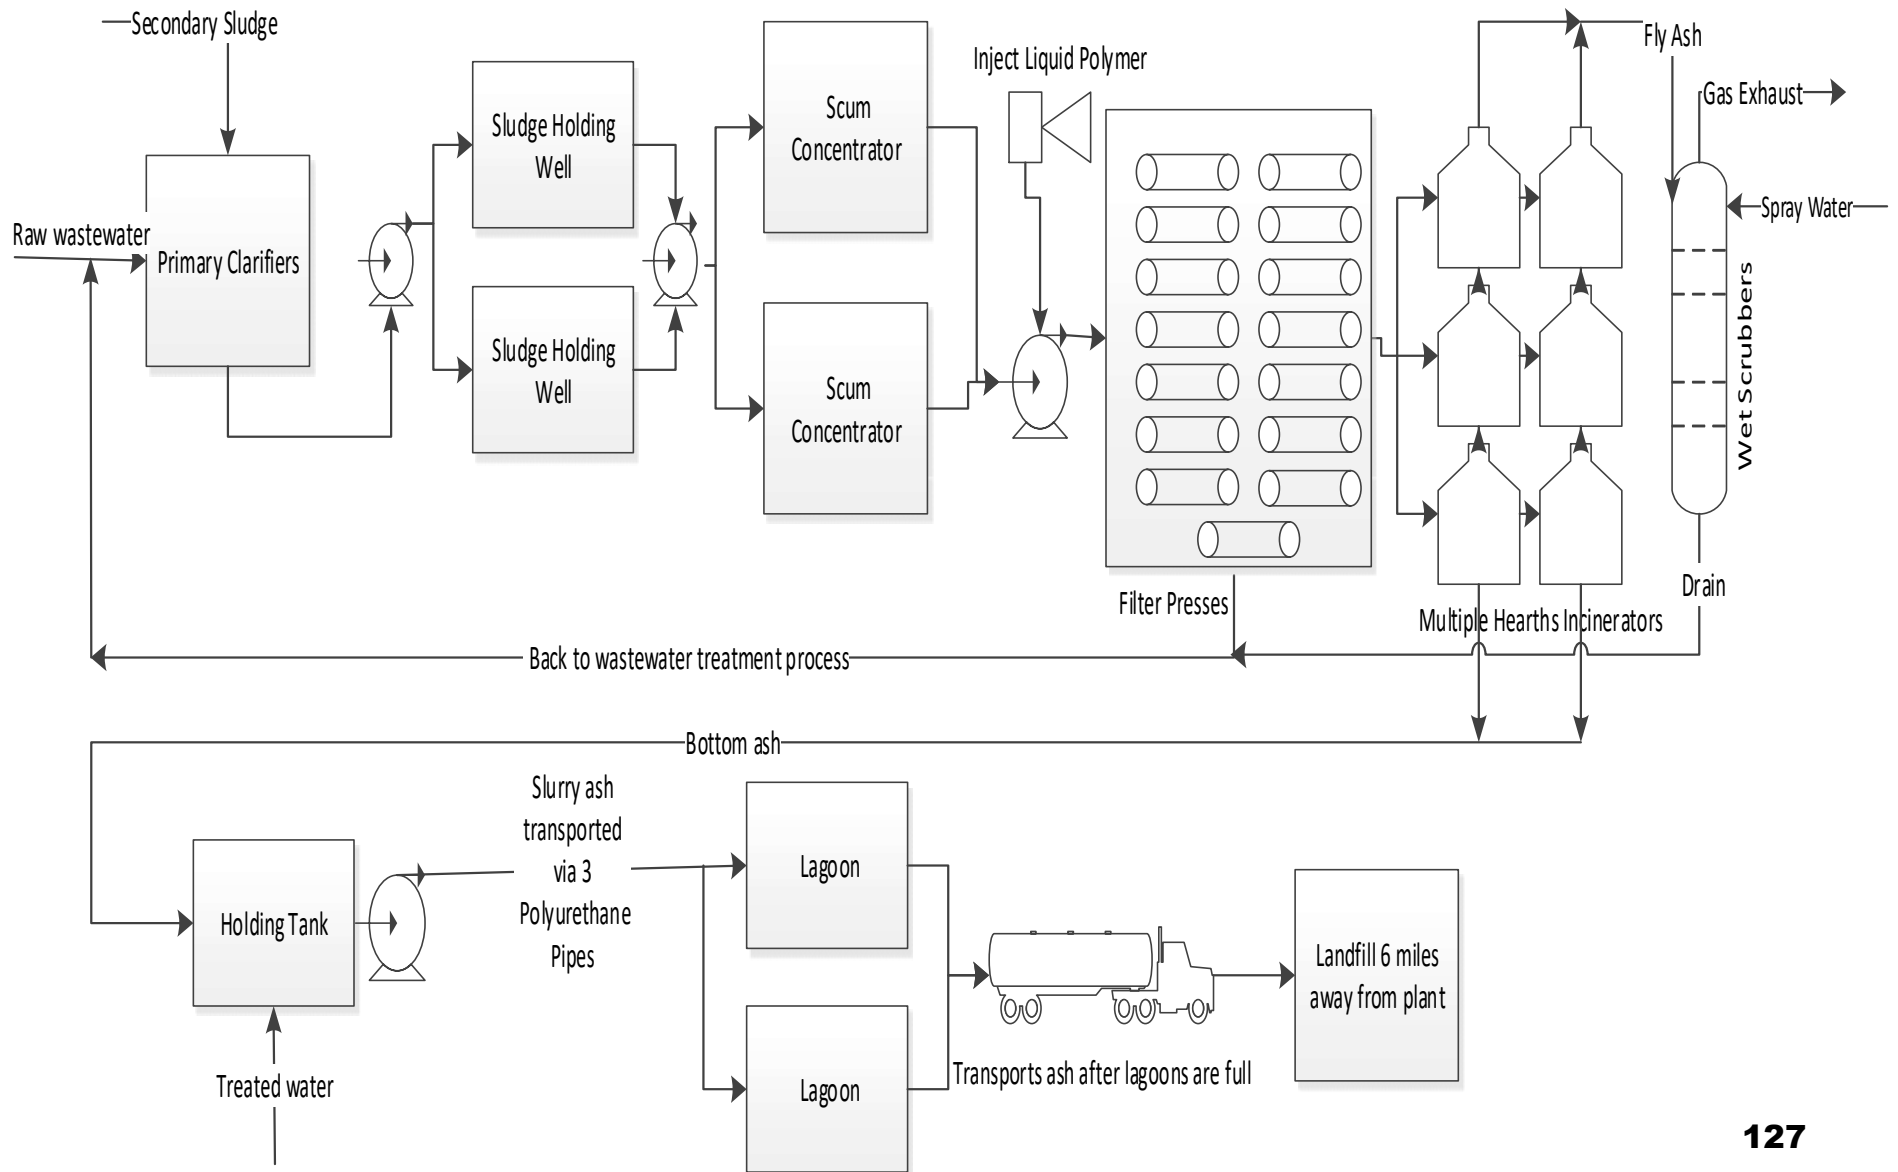 Secondary Sludge
Raw wastewater
Primary Clarifiers
Sludge Holding
Well
Sludge Holding
Well
Scum
Concentrator
Scum
Concentrator
Inject Liquid Polymer
Filter Presses
Fly Ash
Gas Exhaust
Spray Water
Wet Scrubbers
Drain
Multiple Hearths Incinerators
Back to wastewater treatment process
Bottom ash
Holding Tank
Treated water
Slurry ash
transported
via 3
Polyurethane
Pipes
Lagoon
Lagoon
Transports ash after lagoons are full
Landfill 6 miles
away from plant
127